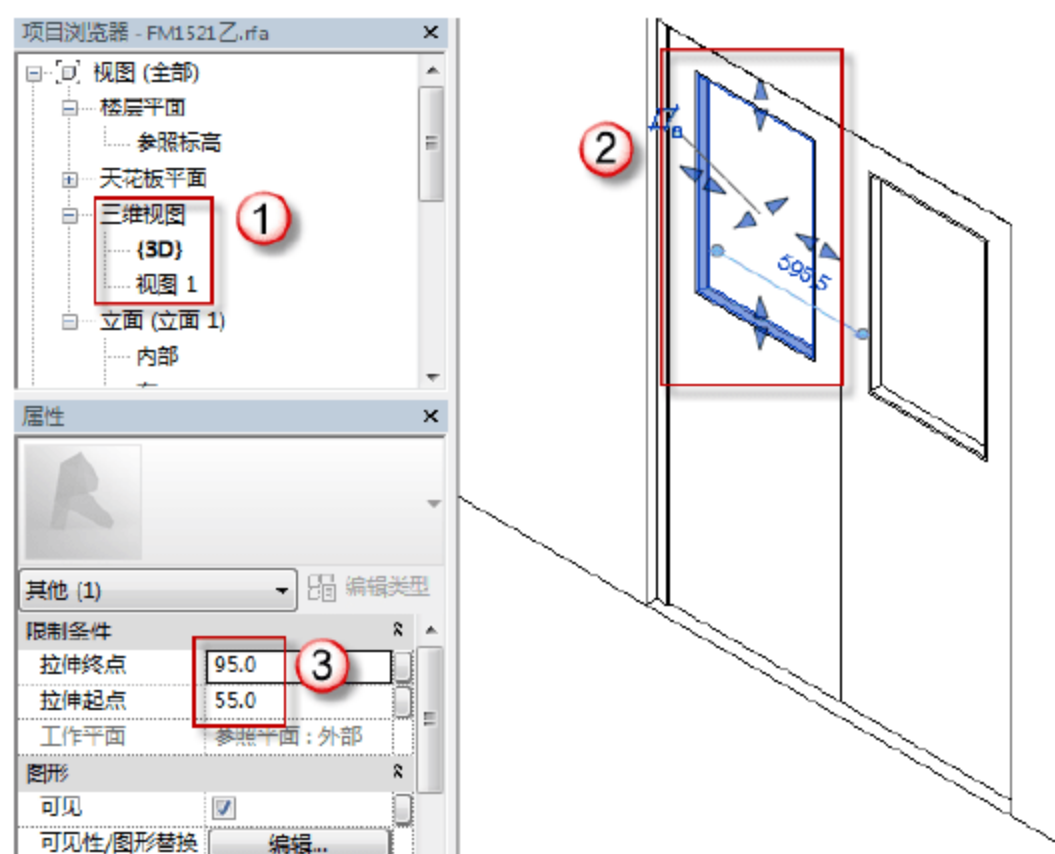 项目浏览器 - FM1521乙.rfa
视图 (全部)
楼层平面
参照标高
天花板平面
三维视图
{3D}
视图 1
立面 (立面 1)
内部
1
2
595.5
属性
其他 (1)
编辑类型
限制条件
拉伸终点 95.0
拉伸起点 55.0
3
工作平面 参照平面 : 外部
图形
可见
可见性/图形替换 编辑...